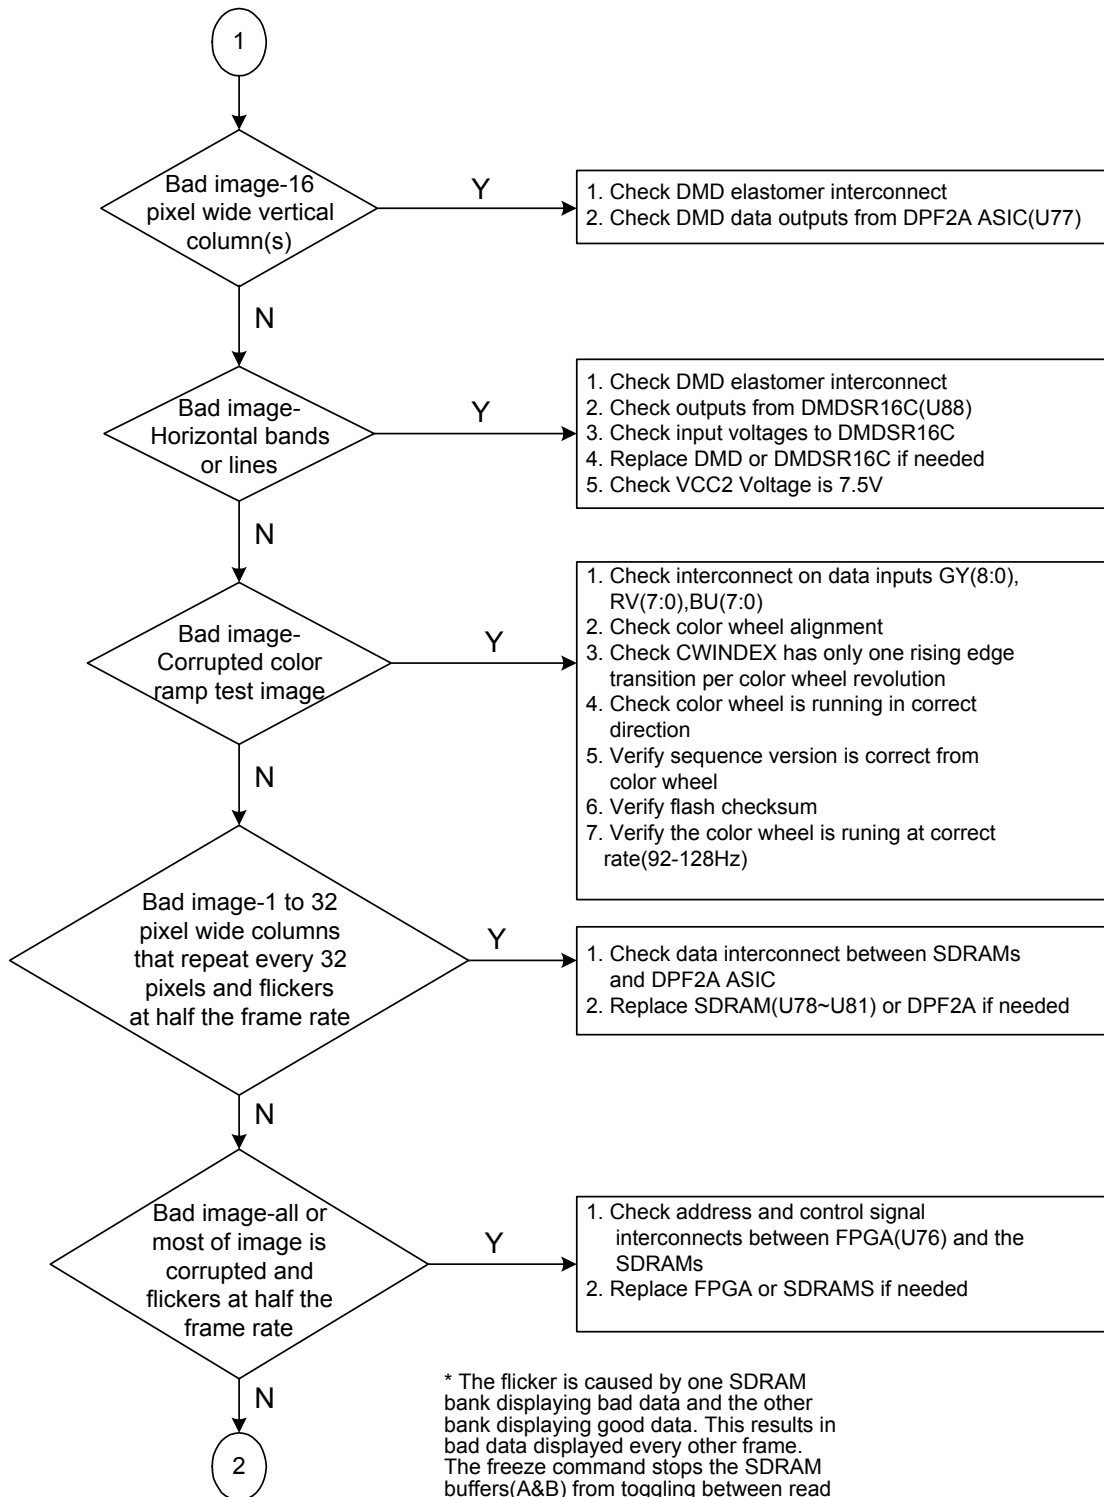 1
Bad image-16
pixel wide vertical
column(s)
Y
1. Check DMD elastomer interconnect
2. Check DMD data outputs from DPF2A ASIC(U77)
N
Bad image-
Horizontal bands
or lines
Y
1. Check DMD elastomer interconnect
2. Check outputs from DMDSR16C(U88)
3. Check input voltages to DMDSR16C
4. Replace DMD or DMDSR16C if needed
5. Check VCC2 Voltage is 7.5V
N
Bad image-
Corrupted color
ramp test image
Y
1. Check interconnect on data inputs GY(8:0),
RV(7:0),BU(7:0)
2. Check color wheel alignment
3. Check CWINDEX has only one rising edge
transition per color wheel revolution
4. Check color wheel is running in correct
direction
5. Verify sequence version is correct from
color wheel
6. Verify flash checksum
7. Verify the color wheel is runing at correct
rate(92-128Hz)
N
Bad image-1 to 32
pixel wide columns
that repeat every 32
pixels and flickers
at half the frame rate
Y
1. Check data interconnect between SDRAMs
and DPF2A ASIC
2. Replace SDRAM(U78~U81) or DPF2A if needed
N
Bad image-all or
most of image is
corrupted and
flickers at half the
frame rate
Y
1. Check address and control signal
interconnects between FPGA(U76) and the
SDRAMs
2. Replace FPGA or SDRAMS if needed
N
2
* The flicker is caused by one SDRAM
bank displaying bad data and the other
bank displaying good data. This results in
bad data displayed every other frame.
The freeze command stops the SDRAM
buffers(A&B) from toggling between read